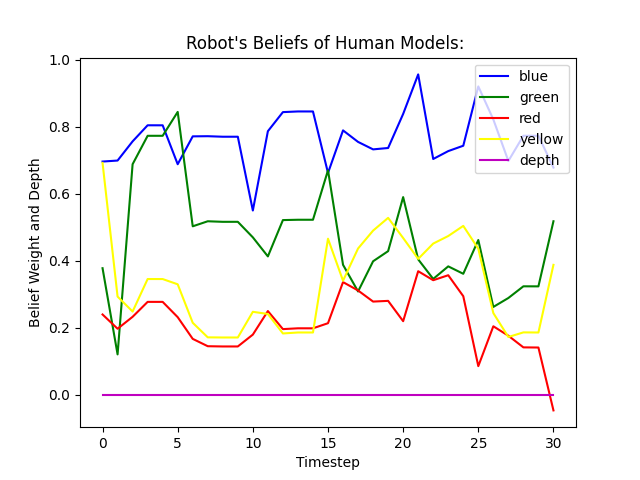 Robot's Beliefs of Human Models:
Belief Weight and Depth
1.0
0.8
0.6
0.4
0.2
0.0
blue
green
red
yellow
depth
0 5 10 15 20 25 30
Timestep